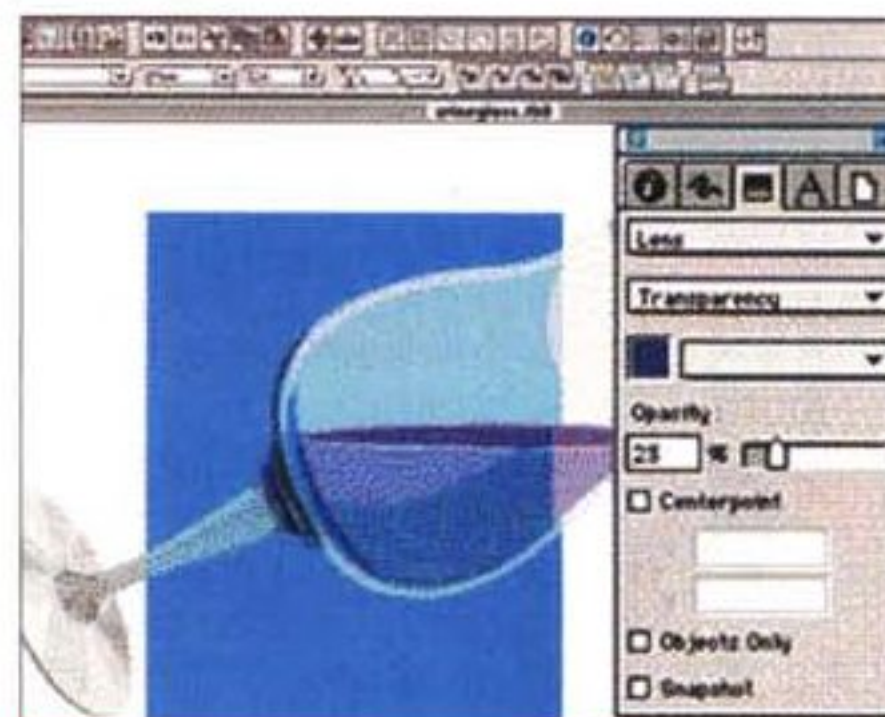 Lens
Transparency
Opacity:
25 %
Centerpoint
Objects Only
Snapshot